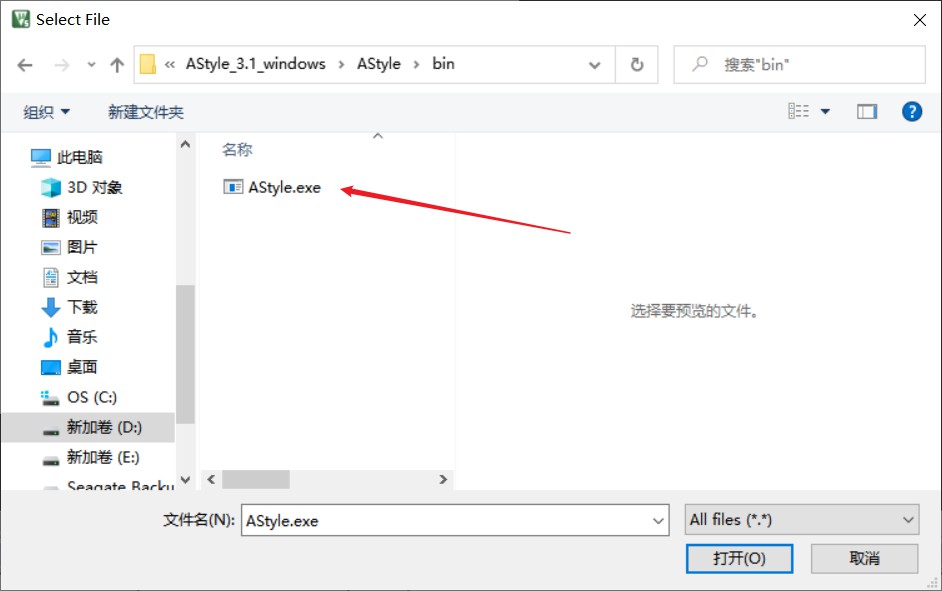 Select File
« AStyle_3.1_windows › AStyle › bin
搜索"bin"
组织
新建文件夹
此电脑
3D 对象
视频
图片
文档
下载
音乐
桌面
OS (C:)
新加卷 (D:)
新加卷 (E:)
Seagate Backu
名称
AStyle.exe
选择要预览的文件。
文件名(N):
AStyle.exe
All files (*.*)
打开(O)
取消